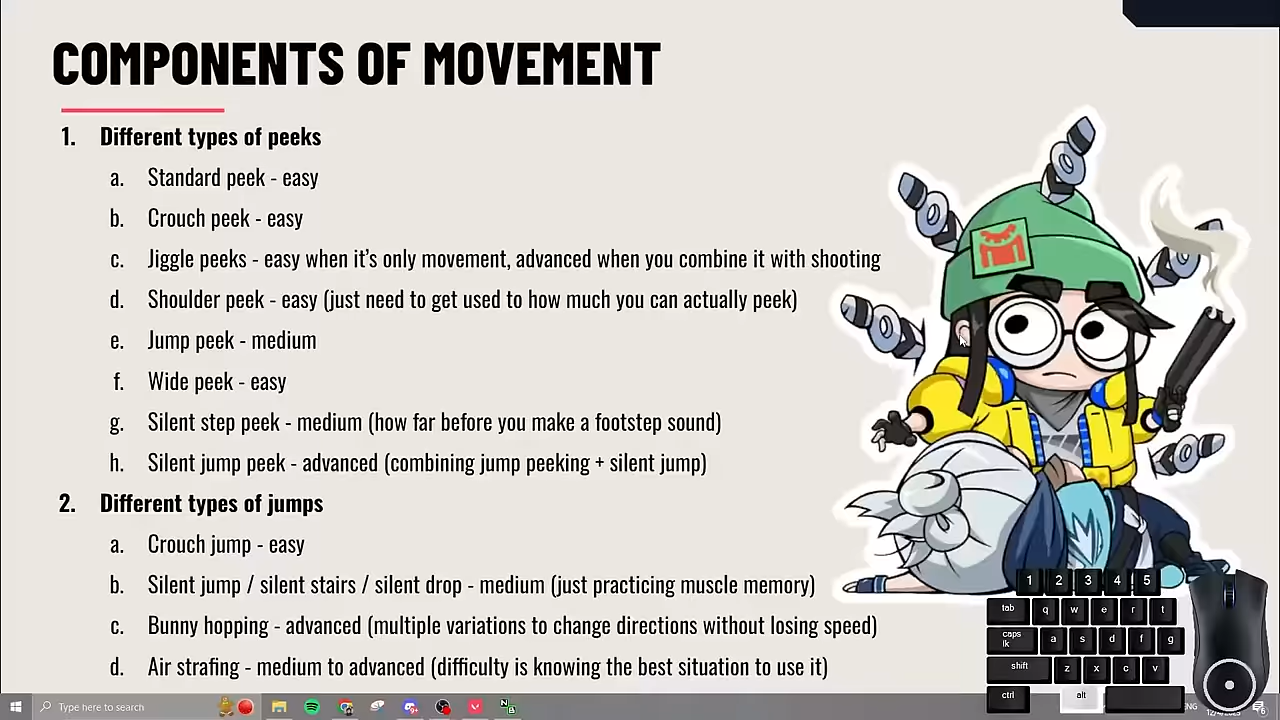 COMPONENTS OF MOVEMENT
1. Different types of peeks
a. Standard peek - easy
b. Crouch peek - easy
c. Jiggle peeks - easy when it’s only movement, advanced when you combine it with shooting
d. Shoulder peek - easy (just need to get used to how much you can actually peek)
e. Jump peek - medium
f. Wide peek - easy
g. Silent step peek - medium (how far before you make a footstep sound)
h. Silent jump peek - advanced (combining jump peeking + silent jump)
2. Different types of jumps
a. Crouch jump - easy
b. Silent jump / silent stairs / silent drop - medium (just practicing muscle memory)
c. Bunny hopping - advanced (multiple variations to change directions without losing speed)
d. Air strafing - medium to advanced (difficulty is knowing the best situation to use it)
1 2 3 4 5
tab q w e r t
caps lk a s d f g
shift z x c v
ctrl alt
Type here to search
NG